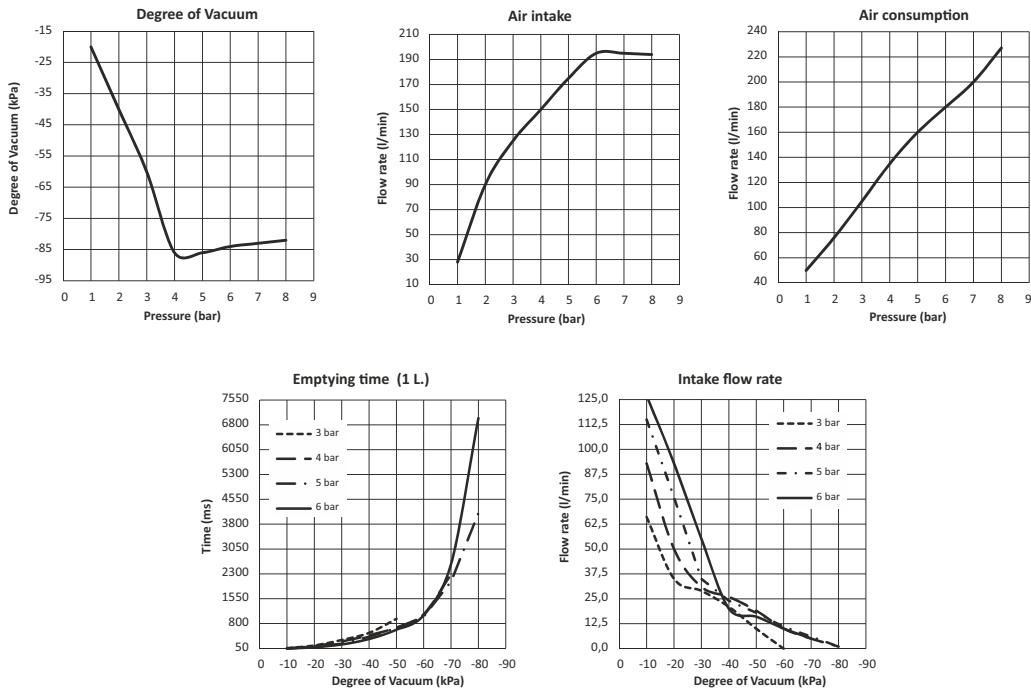 Degree of Vacuum
Degree of Vacuum (kPa)
-15
-25
-35
-45
-55
-65
-75
-85
-95
0 1 2 3 4 5 6 7 8 9
Pressure (bar)
Air intake
Flow rate (l/min)
210
190
170
150
130
110
90
70
50
30
10
0 1 2 3 4 5 6 7 8 9
Pressure (bar)
Air consumption
Flow rate (l/min)
240
220
200
180
160
140
120
100
80
60
40
0 1 2 3 4 5 6 7 8 9
Pressure (bar)
Emptying time (1 L.)
Time (ms)
7550
6800
6050
5300
4550
3800
3050
2300
1550
800
50
3 bar
4 bar
5 bar
6 bar
0 -10 -20 -30 -40 -50 -60 -70 -80 -90
Degree of Vacuum (kPa)
Intake flow rate
Flow rate (l/min)
125,0
112,5
100,0
87,5
75,0
62,5
50,0
37,5
25,0
12,5
0,0
3 bar
4 bar
5 bar
6 bar
0 -10 -20 -30 -40 -50 -60 -70 -80 -90
Degree of Vacuum (kPa)